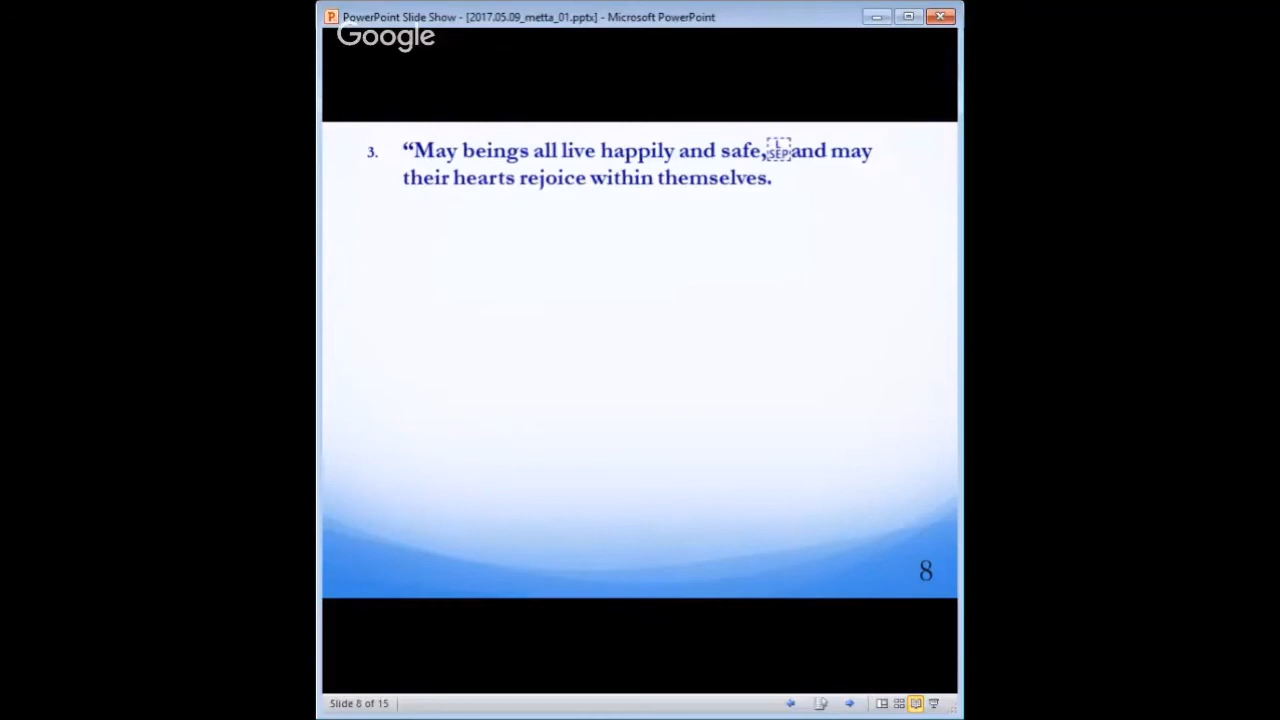 PowerPoint Slide Show - [2017.05.09_metta_01.pptx] - Microsoft PowerPoint
Google
3. “May beings all live happily and safe, L SEP and may
their hearts rejoice within themselves.
8
Slide 8 of 15